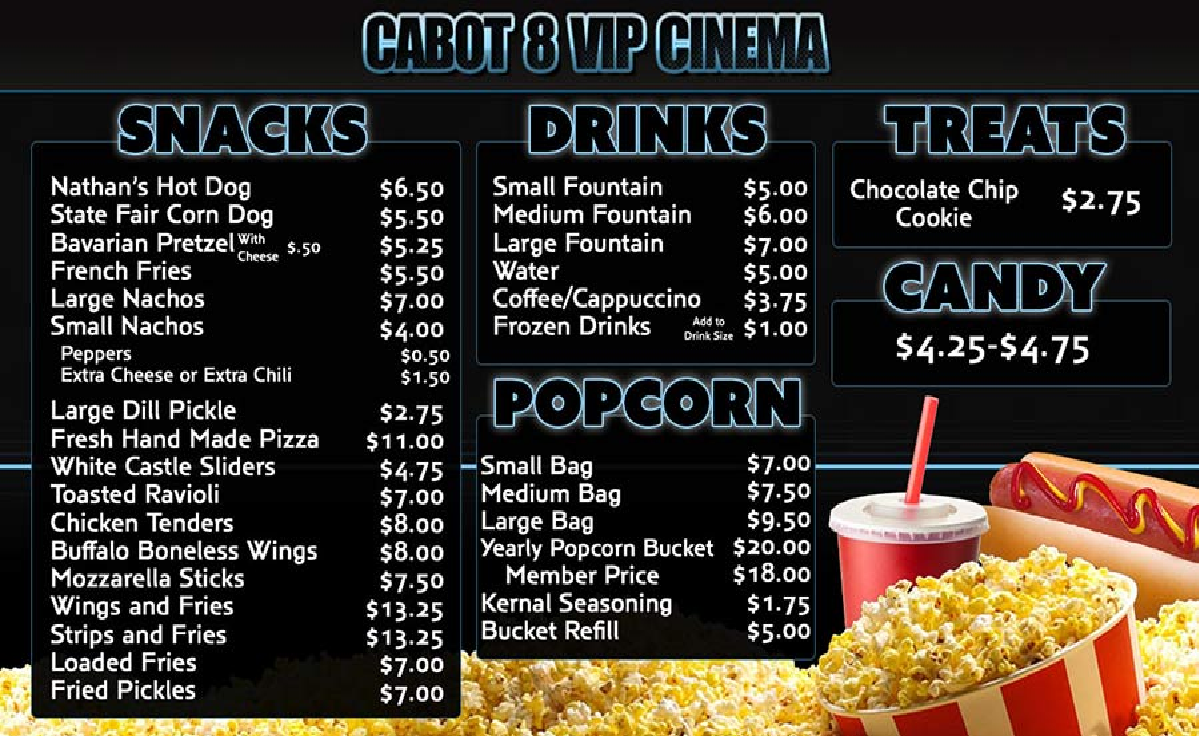 CABOT 8 VIP CINEMA
SNACKS
Nathan's Hot Dog $6.50
State Fair Corn Dog $5.50
Bavarian Pretzel With Cheese $.50 $5.25
French Fries $5.50
Large Nachos $7.00
Small Nachos $4.00
Peppers $0.50
Extra Cheese or Extra Chili $1.50
Large Dill Pickle $2.75
Fresh Hand Made Pizza $11.00
White Castle Sliders $4.75
Toasted Ravioli $7.00
Chicken Tenders $8.00
Buffalo Boneless Wings $8.00
Mozzarella Sticks $7.50
Wings and Fries $13.25
Strips and Fries $13.25
Loaded Fries $7.00
Fried Pickles $7.00
DRINKS
Small Fountain $5.00
Medium Fountain $6.00
Large Fountain $7.00
Water $5.00
Coffee/Cappuccino $3.75
Frozen Drinks Add to Drink Size $1.00
POPCORN
Small Bag $7.00
Medium Bag $7.50
Large Bag $9.50
Yearly Popcorn Bucket $20.00
Member Price $18.00
Kernal Seasoning $1.75
Bucket Refill $5.00
TREATS
Chocolate Chip
Cookie $2.75
CANDY
$4.25-$4.75